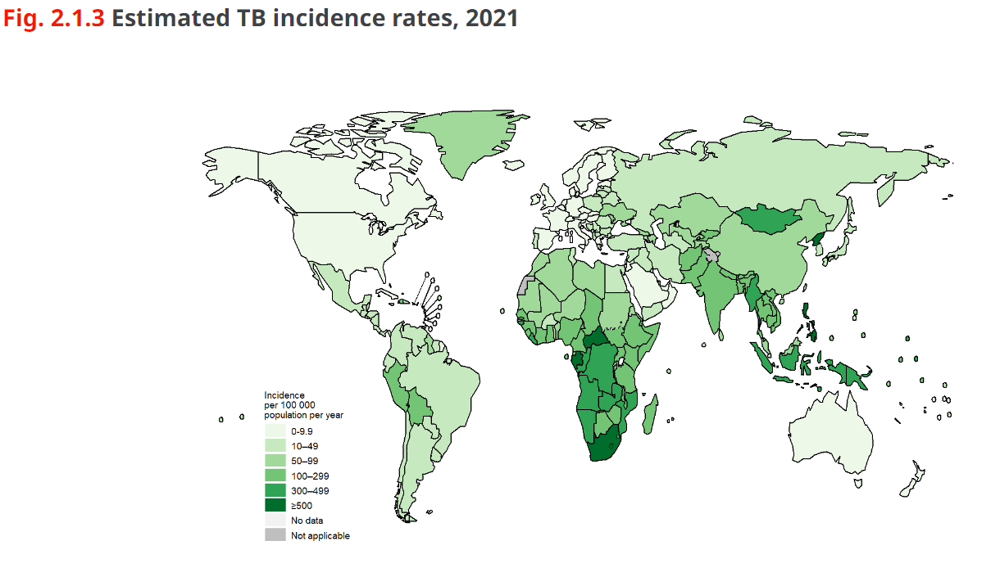 Fig. 2.1.3 Estimated TB incidence rates, 2021
Incidence
per 100 000
population per year
0-9.9
10–49
50–99
100–299
300–499
≥500
No data
Not applicable